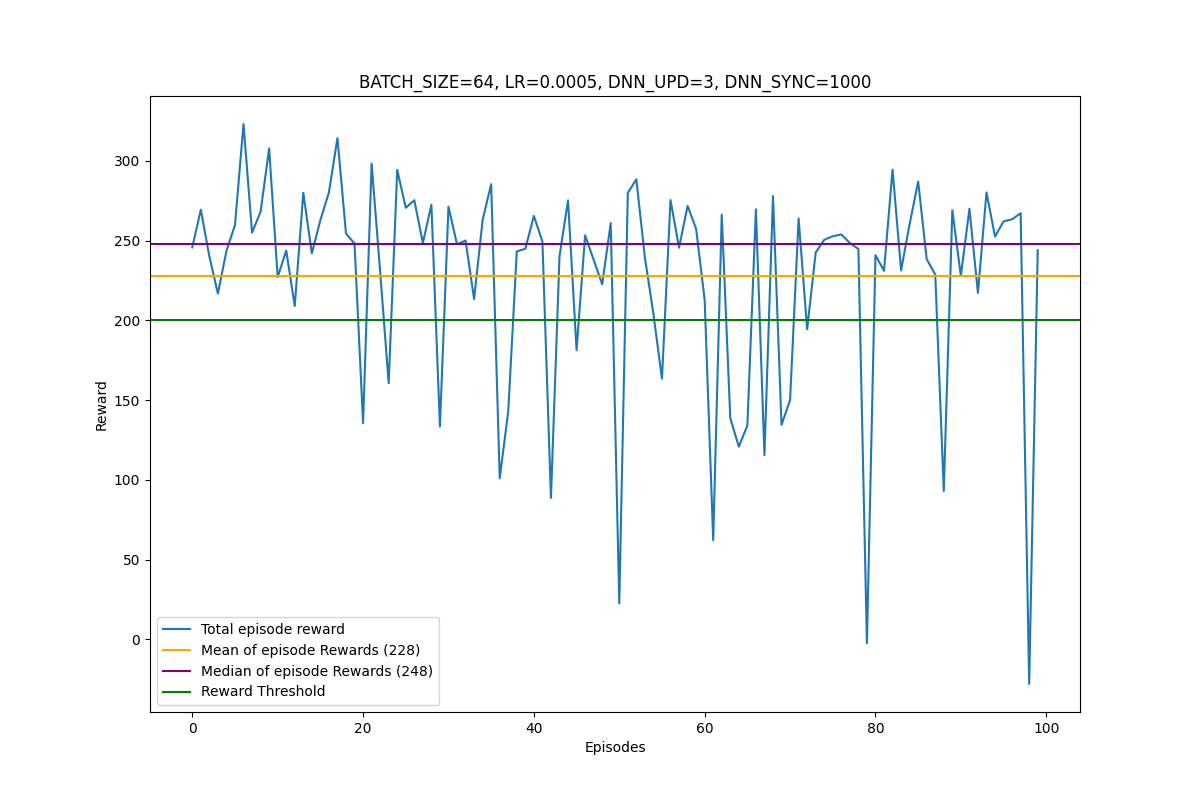 BATCH_SIZE=64, LR=0.0005, DNN_UPD=3, DNN_SYNC=1000
Reward
300
250
200
150
100
50
0
Total episode reward
Mean of episode Rewards (228)
Median of episode Rewards (248)
Reward Threshold
0 20 40 60 80 100
Episodes